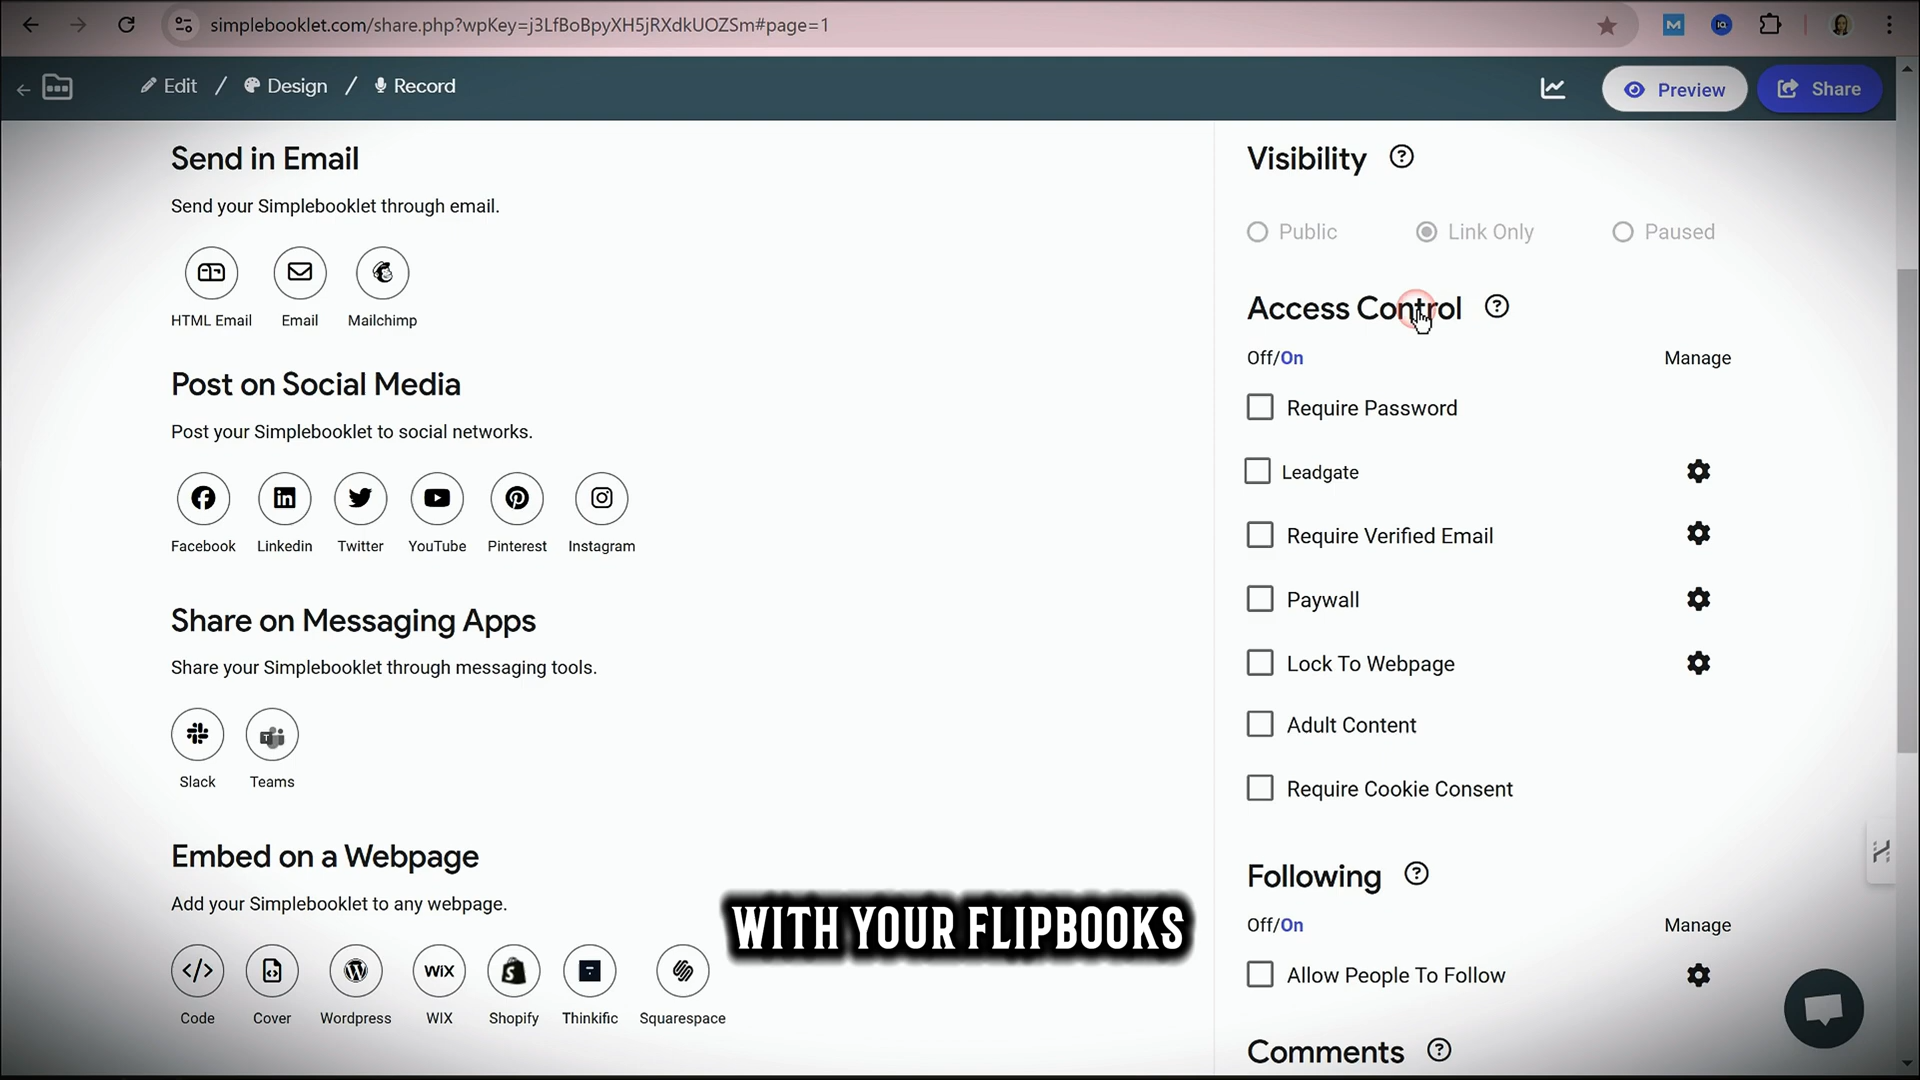 simplebooklet.com/share.php?wpKey=j3LfBoBpyXH5jRXdkUOZSm#page=1
Edit / Design / Record
Preview
Share
Send in Email
Send your Simplebooklet through email.
HTML Email
Email
Mailchimp
Post on Social Media
Post your Simplebooklet to social networks.
Facebook
Linkedin
Twitter
YouTube
Pinterest
Instagram
Share on Messaging Apps
Share your Simplebooklet through messaging tools.
Slack
Teams
Embed on a Webpage
Add your Simplebooklet to any webpage.
WiX
Code
Cover
Wordpress
WIX
Shopify
Thinkific
Squarespace
Visibility
Public
Link Only
Paused
Access Control
Off/On
Manage
Require Password
Leadgate
Require Verified Email
Paywall
Lock To Webpage
Adult Content
Require Cookie Consent
Following
Off/On
Manage
Allow People To Follow
Comments
WITH YOUR FLIPBOOKS